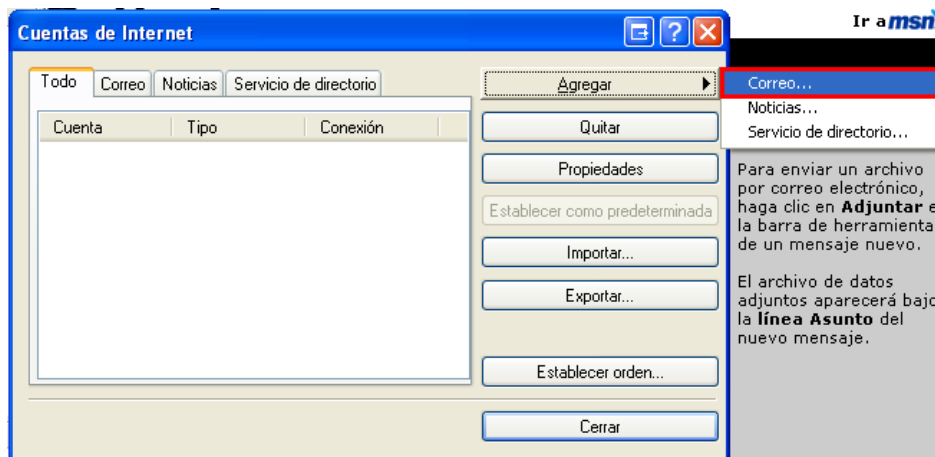 Ir a msn
Cuentas de Internet
Todo Correo Noticias Servicio de directorio
Cuenta Tipo Conexión
Agregar
Quitar
Propiedades
Establecer como predeterminada
Importar...
Exportar...
Establecer orden...
Cerrar
Correo...
Noticias...
Servicio de directorio...
Para enviar un archivo
por correo electrónico,
haga clic en Adjuntar e
la barra de herramienta
de un mensaje nuevo.
El archivo de datos
adjuntos aparecerá bajo
la línea Asunto del
nuevo mensaje.